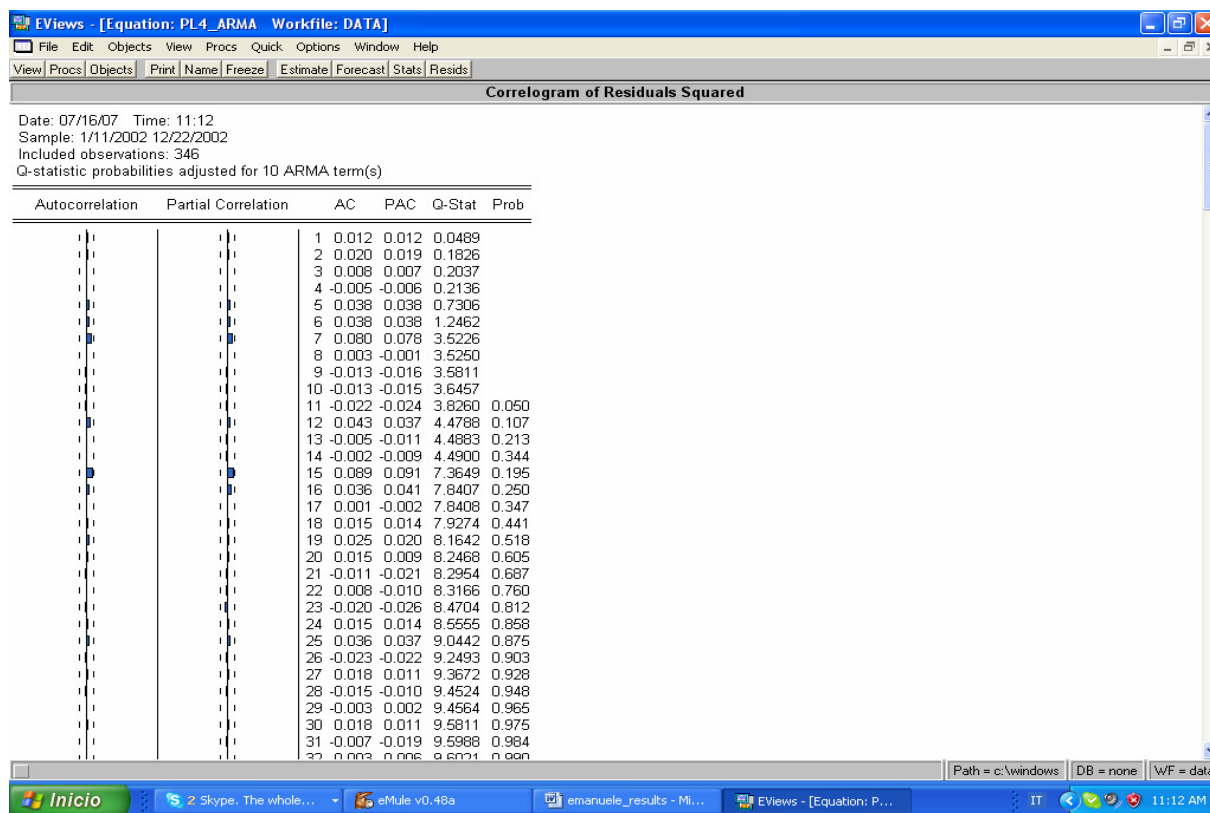 EViews - [Equation: PL4_ARMA Workfile: DATA]
File Edit Objects View Procs Quick Options Window Help
View Procs Objects Print Name Freeze Estimate Forecast Stats Resids
Correlogram of Residuals Squared
Date: 07/16/07 Time: 11:12
Sample: 1/11/2002 12/22/2002
Included observations: 346
Q-statistic probabilities adjusted for 10 ARMA term(s)
Autocorrelation Partial Correlation AC PAC Q-Stat Prob
1 0.012 0.012 0.0489
2 0.020 0.019 0.1826
3 0.008 0.007 0.2037
4 -0.005 -0.006 0.2136
5 0.038 0.038 0.7306
6 0.038 0.038 1.2462
7 0.080 0.078 3.5226
8 0.003 -0.001 3.5250
9 -0.013 -0.016 3.5811
10 -0.013 -0.015 3.6457
11 -0.022 -0.024 3.8260 0.050
12 0.043 0.037 4.4788 0.107
13 -0.005 -0.011 4.4883 0.213
14 -0.002 -0.009 4.4900 0.344
15 0.089 0.091 7.3649 0.195
16 0.036 0.041 7.8407 0.250
17 0.001 -0.002 7.8408 0.347
18 0.015 0.014 7.9274 0.441
19 0.025 0.020 8.1642 0.518
20 0.015 0.009 8.2468 0.605
21 -0.011 -0.021 8.2954 0.687
22 0.008 -0.010 8.3166 0.760
23 -0.020 -0.026 8.4704 0.812
24 0.015 0.014 8.5555 0.858
25 0.036 0.037 9.0442 0.875
26 -0.023 -0.022 9.2493 0.903
27 0.018 0.011 9.3672 0.928
28 -0.015 -0.010 9.4524 0.948
29 -0.003 0.002 9.4564 0.965
30 0.018 0.011 9.5811 0.975
31 -0.007 -0.019 9.5988 0.984
32 0.003 0.006 9.6021 0.990
Path = c:\windows DB = none WF = data
Inicio 2 Skype. The whole... eMule v0.48a emanuele_results - Mi... EViews - [Equation: P... IT 11:12 AM